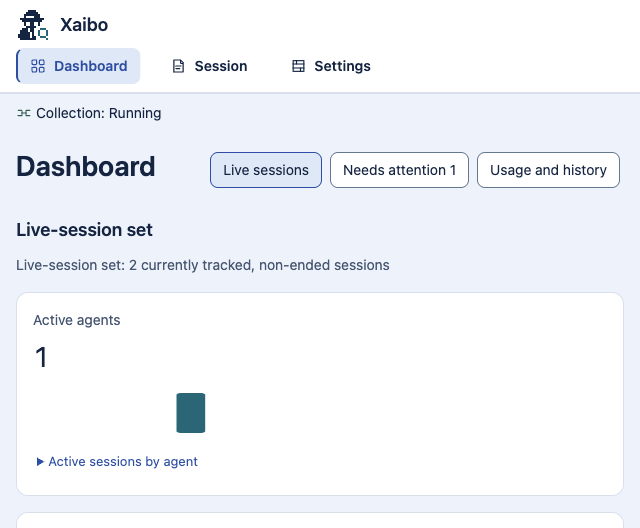 Xaibo
Dashboard
Session
Settings
Collection: Running
Dashboard
Live sessions
Needs attention 1
Usage and history
Live-session set
Live-session set: 2 currently tracked, non-ended sessions
Active agents
1
Active sessions by agent